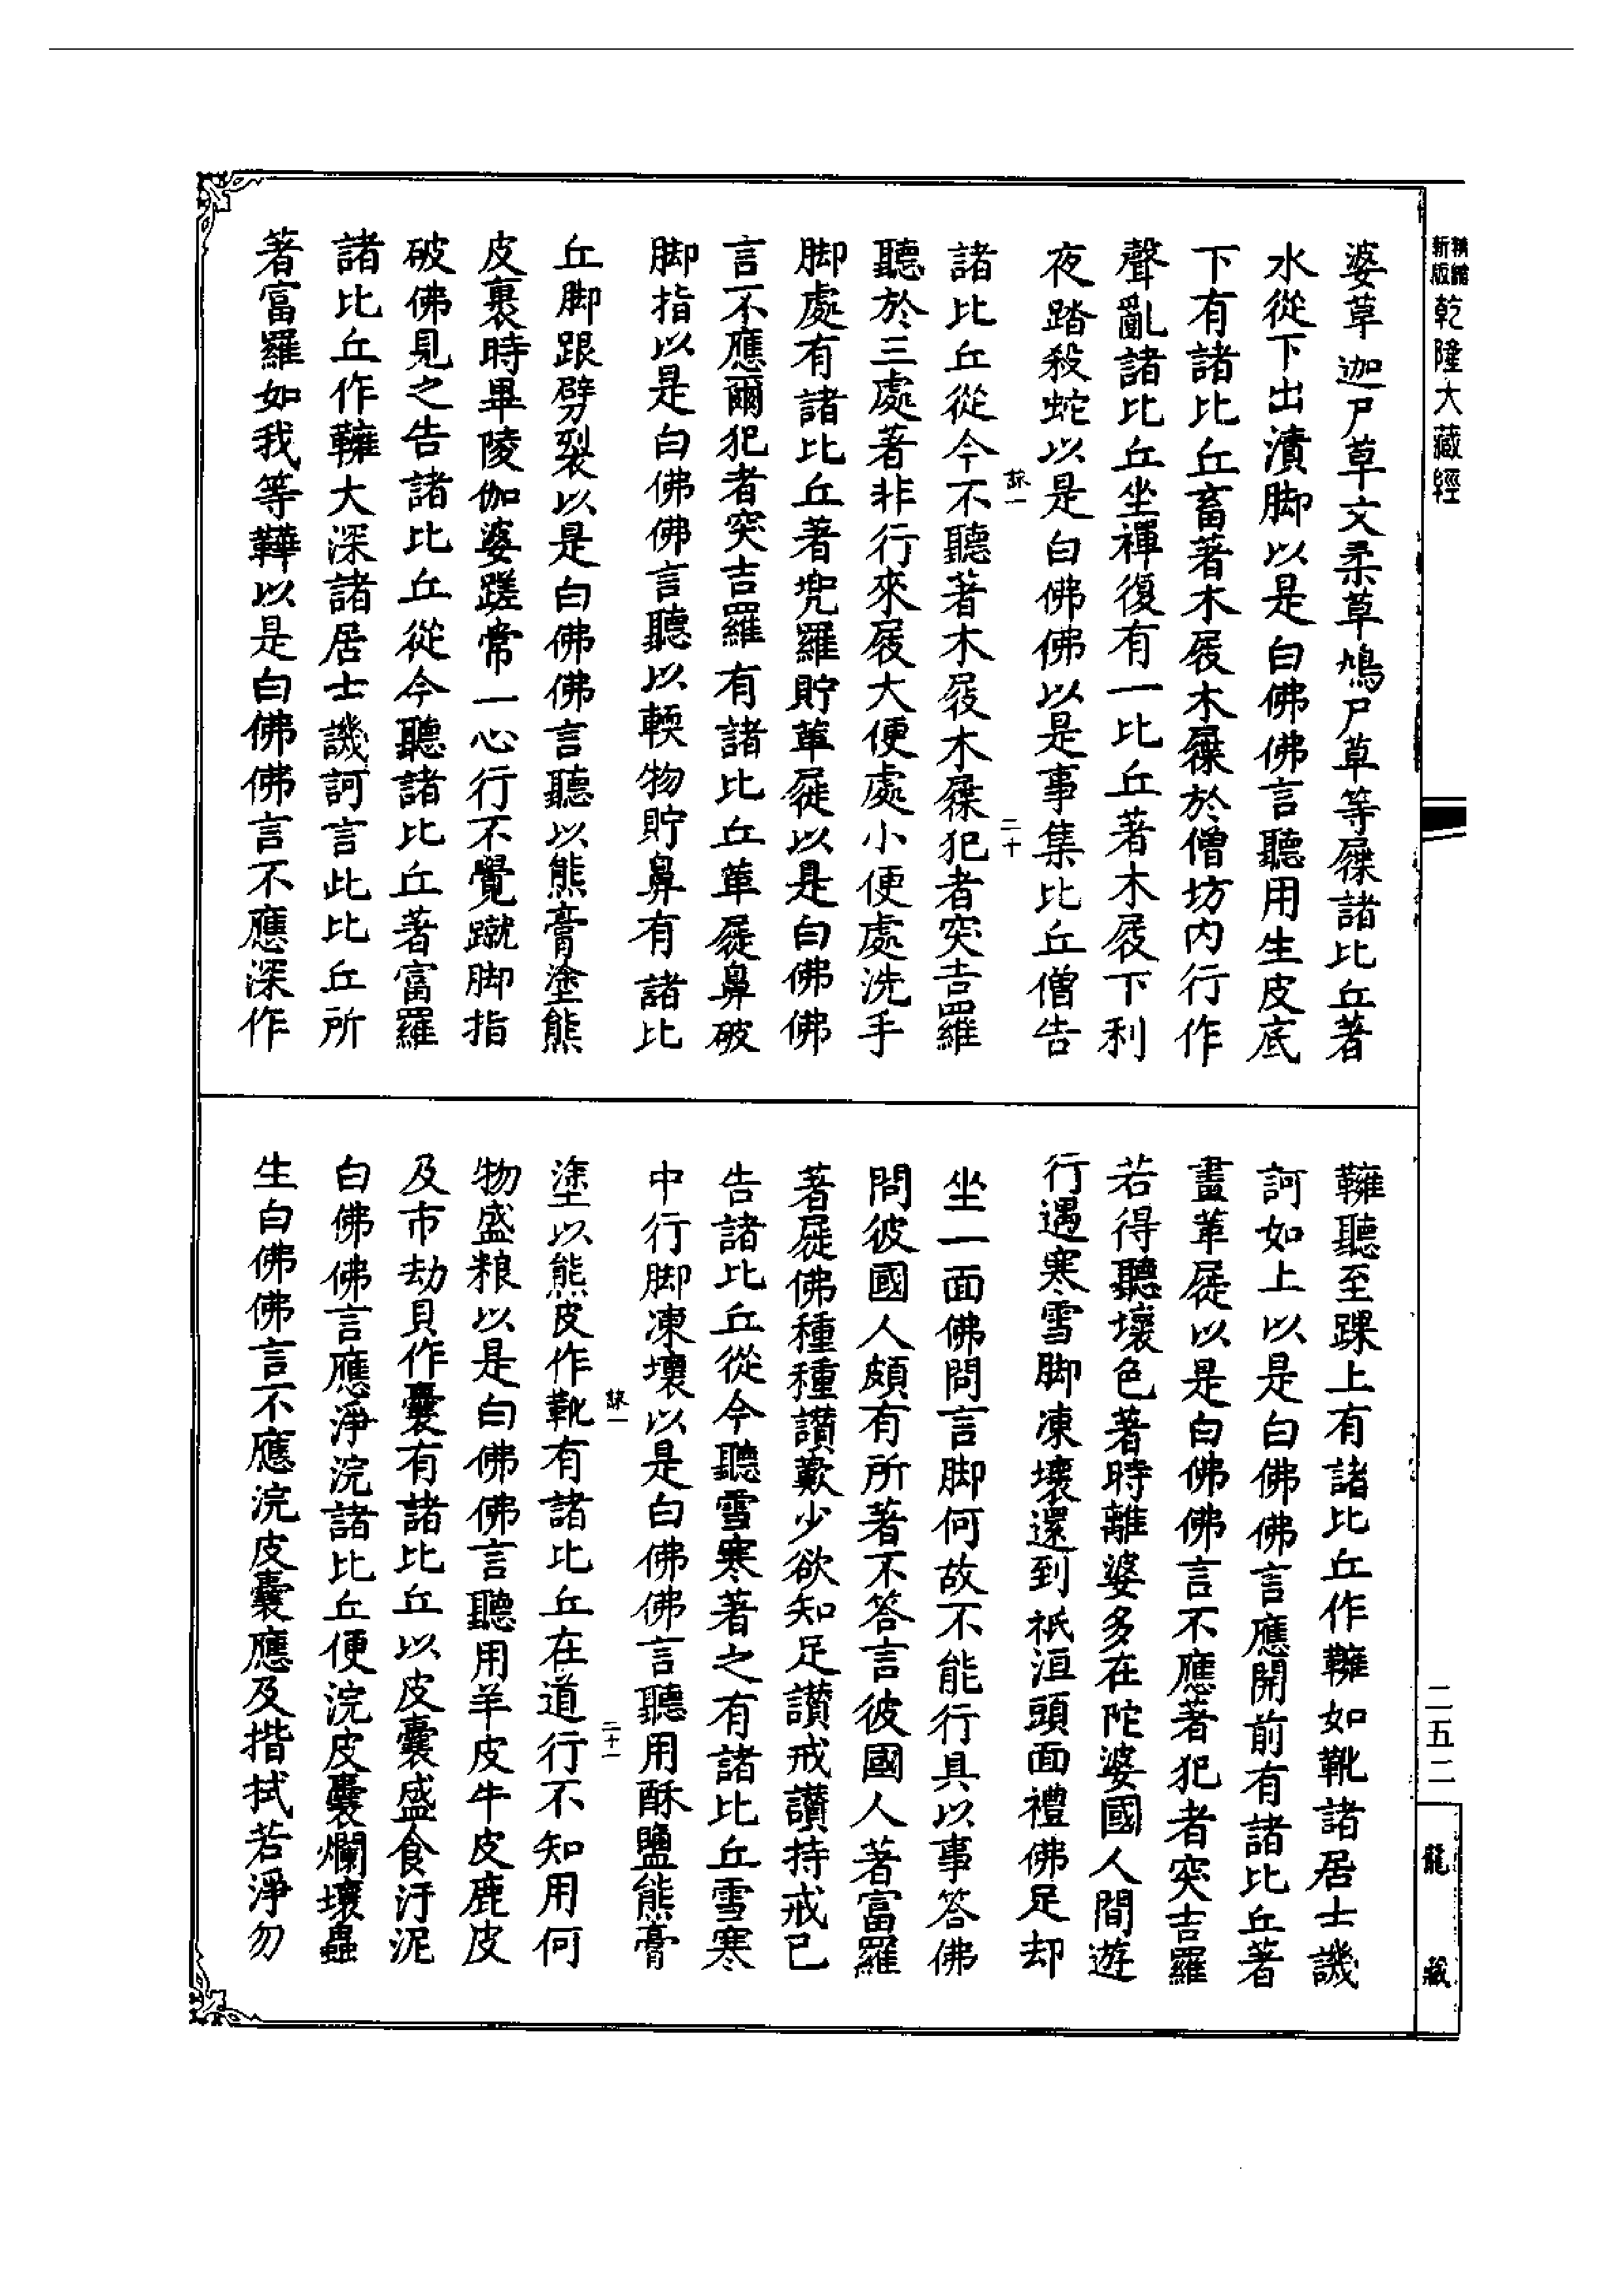 精縮新版乾隆大藏經
婆草迦尸草文柔草鳩尸草等屧諸比丘著
水從下出漬脚以是白佛佛言聽用生皮底
下有諸比丘畜著木屐木屧於僧坊内行作
聲亂諸比丘坐禪復有一比丘著木屐下利
夜踏殺蛇以是白佛佛以是事集比丘僧告
諸比丘從今不聽著木屐木屧犯者突吉羅
聽於三處著非行來屐大便處小便處洗手
脚處有諸比丘著兠羅貯革屣以是白佛佛
言不應爾犯者突吉羅有諸比丘革屣鼻破
脚指以是白佛佛言聽以輭物貯鼻有諸比
丘脚跟劈裂以是白佛佛言聽以熊膏塗熊
皮裹時畢陵伽婆蹉常一心行不覺蹴脚指
破佛見之告諸比丘從今聽諸比丘著富羅
諸比丘作鞾大深諸居士譏訶言此比丘所
著富羅如我等鞾以是白佛佛言不應深作
鞾聽至踝上有諸比丘作鞾如靴諸居士譏
訶如上以是白佛佛言應開前有諸比丘著
畫革屣以是白佛佛言不應著犯者突吉羅
若得聽壞色著時離婆多在陀婆國人間遊
行遇寒雪脚凍壞還到祇洹頭面禮佛足却
坐一面佛問言脚何故不能行具以事答佛
問彼國人頗有所著不答言彼國人著富羅
著屣佛種種讃歎少欲知足讃戒讃持戒已
告諸比丘從今聽雪寒著之有諸比丘雪寒
中行脚凍壞以是白佛佛言聽用酥鹽熊膏
塗以熊皮作靴有諸比丘在道行不知用何
物盛粮以是白佛佛言聽用羊皮牛皮鹿皮
及市劫貝作囊有諸比丘以皮囊盛食汙泥
白佛佛言應淨浣諸比丘便浣皮囊爛壞蟲
生白佛佛言不應浣皮囊應及揩拭若淨勿
二十
二十一
二五二
龍
藏